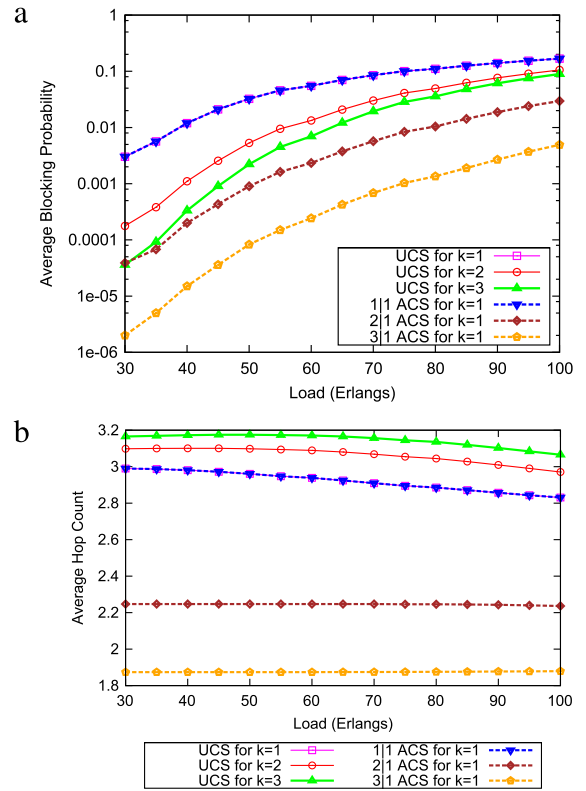 a
1
0.1
0.01
0.001
0.0001
1e-05
1e-06
Average Blocking Probability
UCS for k=1
UCS for k=2
UCS for k=3
1|1 ACS for k=1
2|1 ACS for k=1
3|1 ACS for k=1
30 40 50 60 70 80 90 100
Load (Erlangs)
b
3.2
3
2.8
2.6
2.4
2.2
2
1.8
Average Hop Count
30 40 50 60 70 80 90 100
Load (Erlangs)
UCS for k=1 1|1 ACS for k=1
UCS for k=2 2|1 ACS for k=1
UCS for k=3 3|1 ACS for k=1